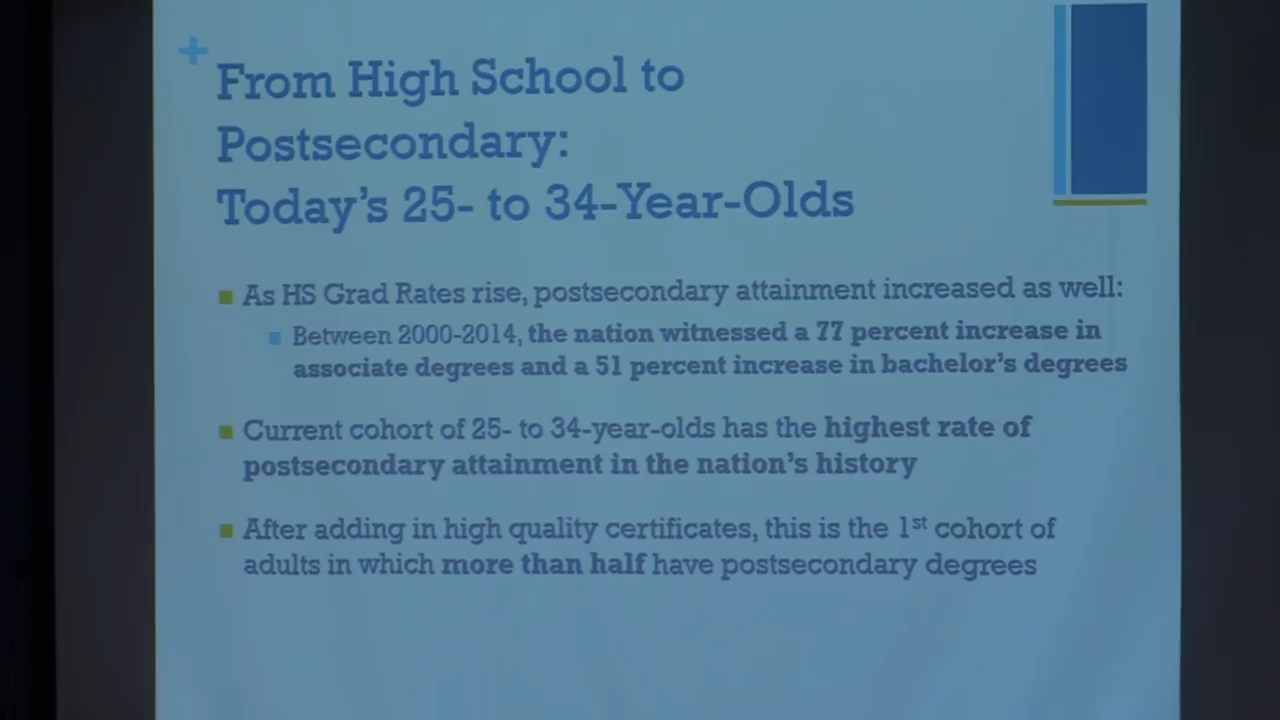 +
From High School to
Postsecondary:
Today's 25- to 34-Year-Olds
As HS Grad Rates rise, postsecondary attainment increased as well:
Between 2000-2014, the nation witnessed a 77 percent increase in
associate degrees and a 51 percent increase in bachelor's degrees
Current cohort of 25- to 34-year-olds has the highest rate of
postsecondary attainment in the nation's history
After adding in high quality certificates, this is the 1st cohort of
adults in which more than half have postsecondary degrees